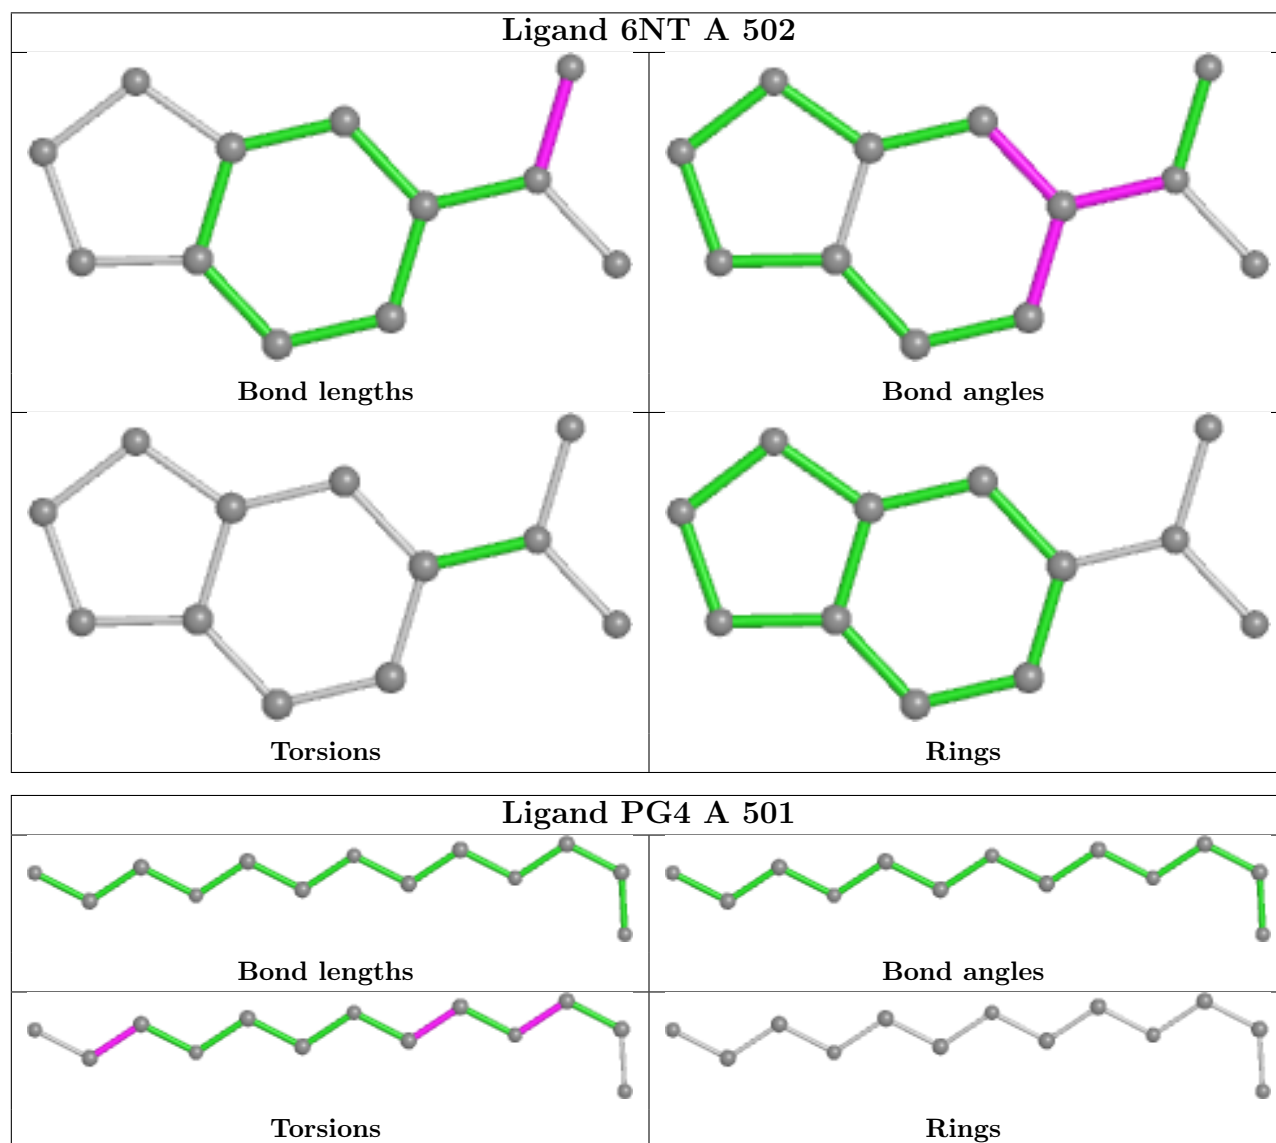 Ligand 6NT A 502
Bond lengths
Bond angles
Torsions
Rings
Ligand PG4 A 501
Bond lengths
Bond angles
Torsions
Rings